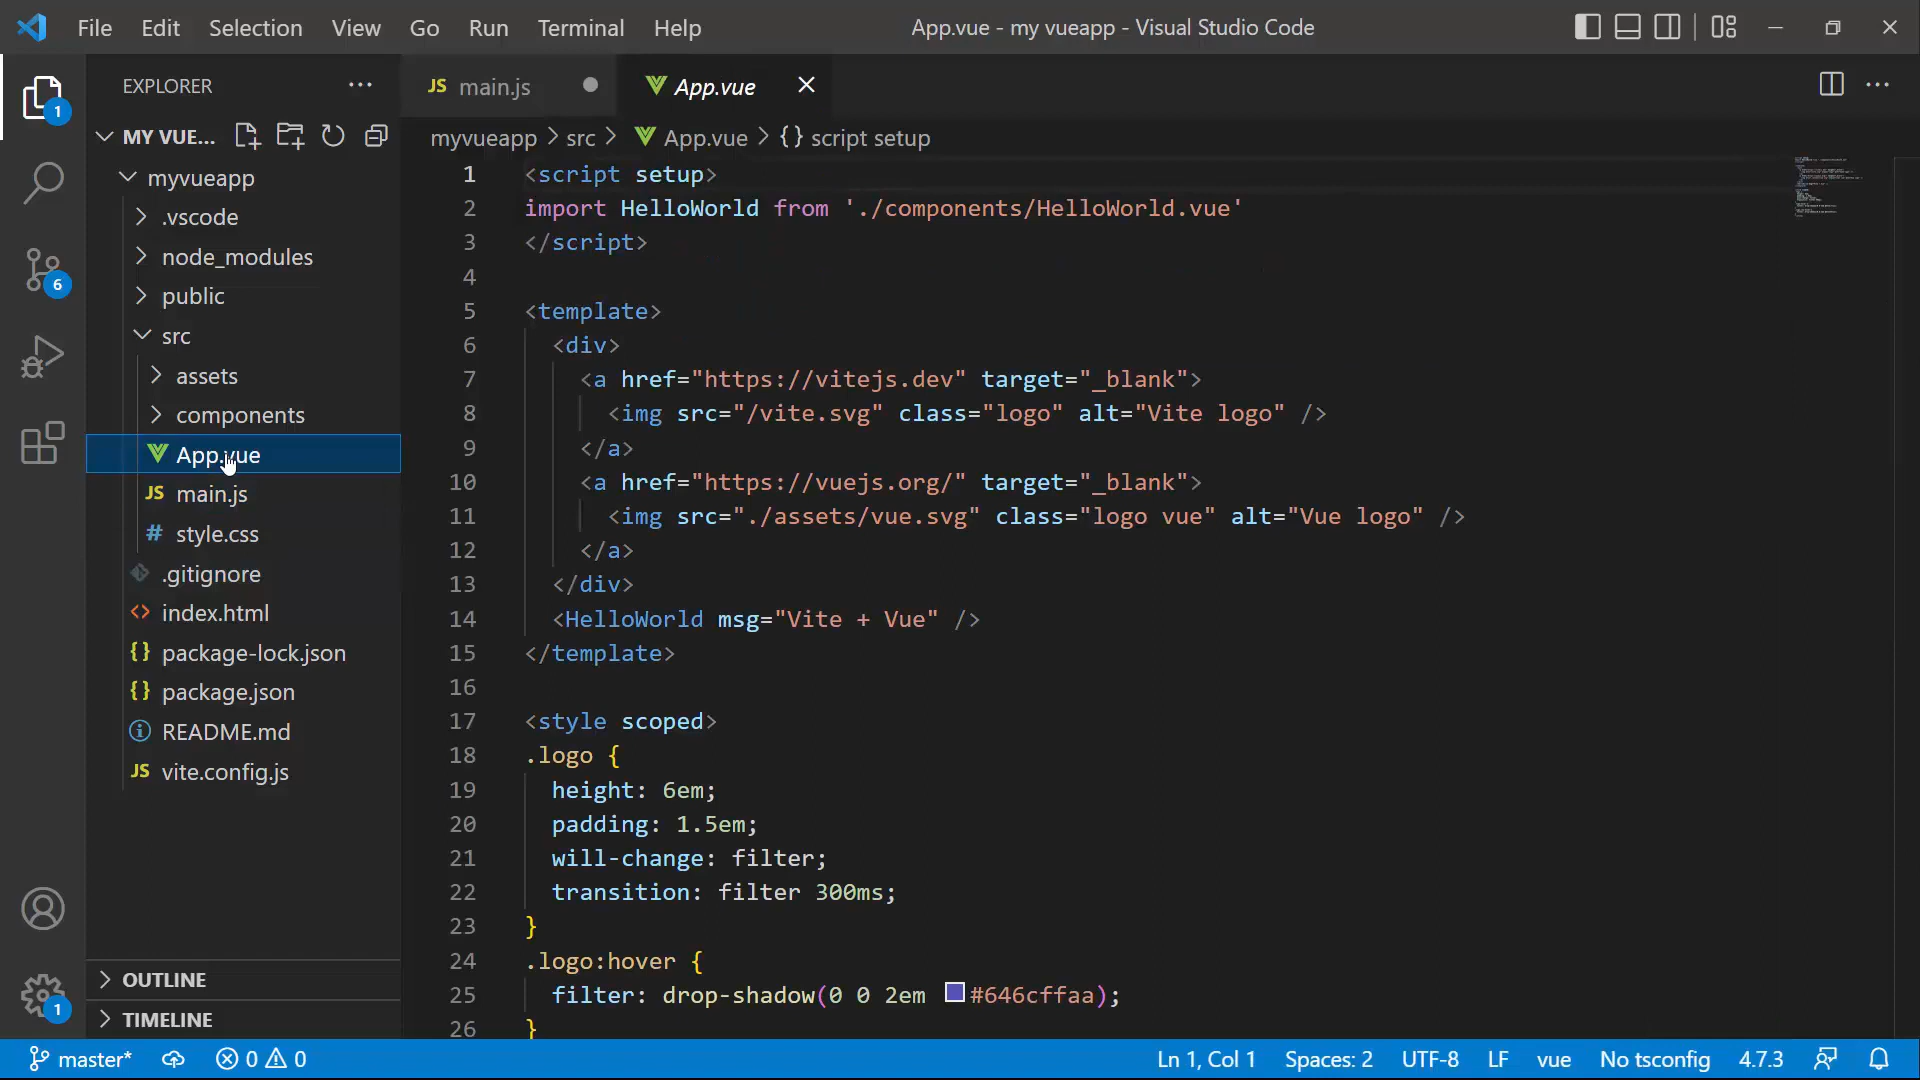 File Edit Selection View Go Run Terminal Help
App.vue - my vueapp - Visual Studio Code
EXPLORER
MY VUE...
myvueapp
.vscode
node_modules
public
src
assets
components
App.vue
JS main.js
# style.css
.gitignore
<> index.html
{} package-lock.json
{} package.json
README.md
JS vite.config.js
OUTLINE
TIMELINE
1
6
1
JS main.js
App.vue
myvueapp > src > App.vue > {} script setup
1 <script setup>
2 import HelloWorld from './components/HelloWorld.vue'
3 </script>
4
5 <template>
6 <div>
7 <a href="https://vitejs.dev" target="_blank">
8 <img src="/vite.svg" class="logo" alt="Vite logo" />
9 </a>
10 <a href="https://vuejs.org/" target="_blank">
11 <img src="./assets/vue.svg" class="logo vue" alt="Vue logo" />
12 </a>
13 </div>
14 <HelloWorld msg="Vite + Vue" />
15 </template>
16
17 <style scoped>
18 .logo {
19 height: 6em;
20 padding: 1.5em;
21 will-change: filter;
22 transition: filter 300ms;
23 }
24 .logo:hover {
25 filter: drop-shadow(0 0 2em #646cffaa);
26 }
master* 0 0
Ln 1, Col 1 Spaces: 2 UTF-8 LF vue No tsconfig 4.7.3